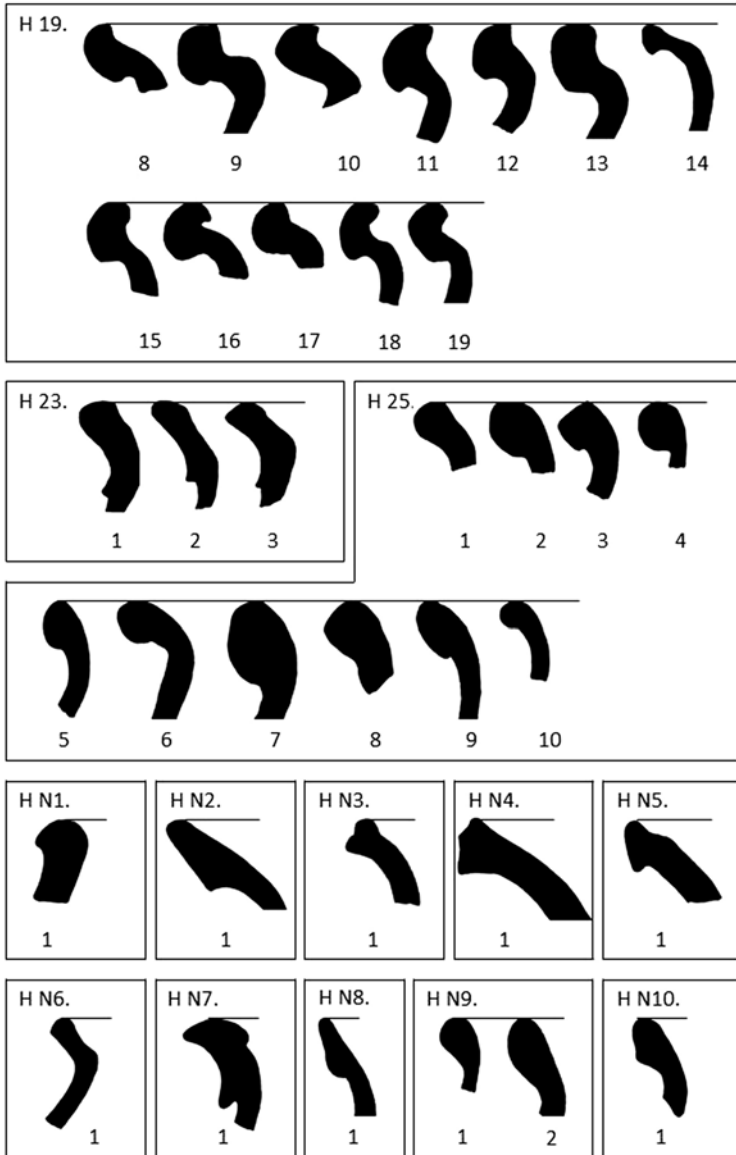 H 19.
8 9 10 11 12 13 14
15 16 17 18 19
H 23. H 25.
1 2 3 1 2 3 4
5 6 7 8 9 10
H N1. H N2. H N3. H N4. H N5.
1 1 1 1 1
H N6. H N7. H N8. H N9. H N10.
1 1 1 1 2 1